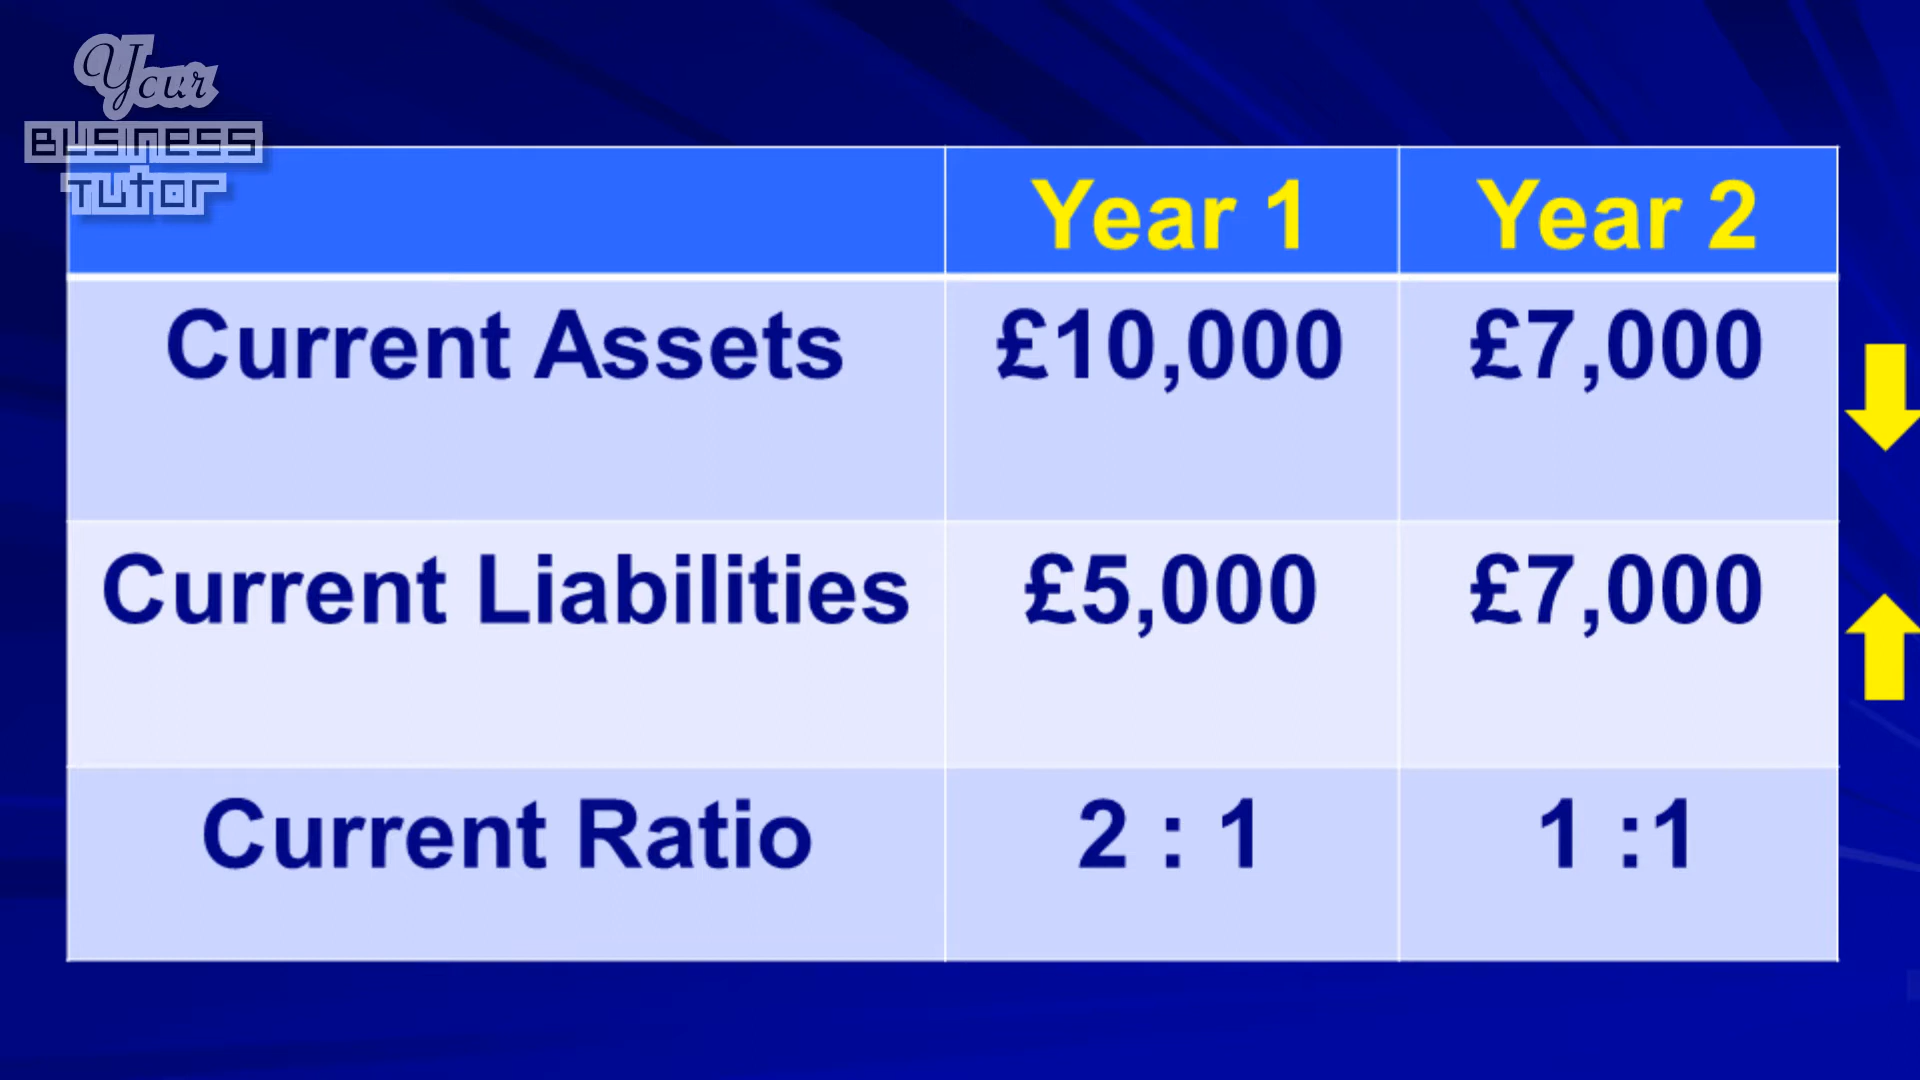 Your
BUSINESS
TUTOR
Year 1 Year 2
Current Assets £10,000 £7,000
Current Liabilities £5,000 £7,000
Current Ratio 2 : 1 1 :1